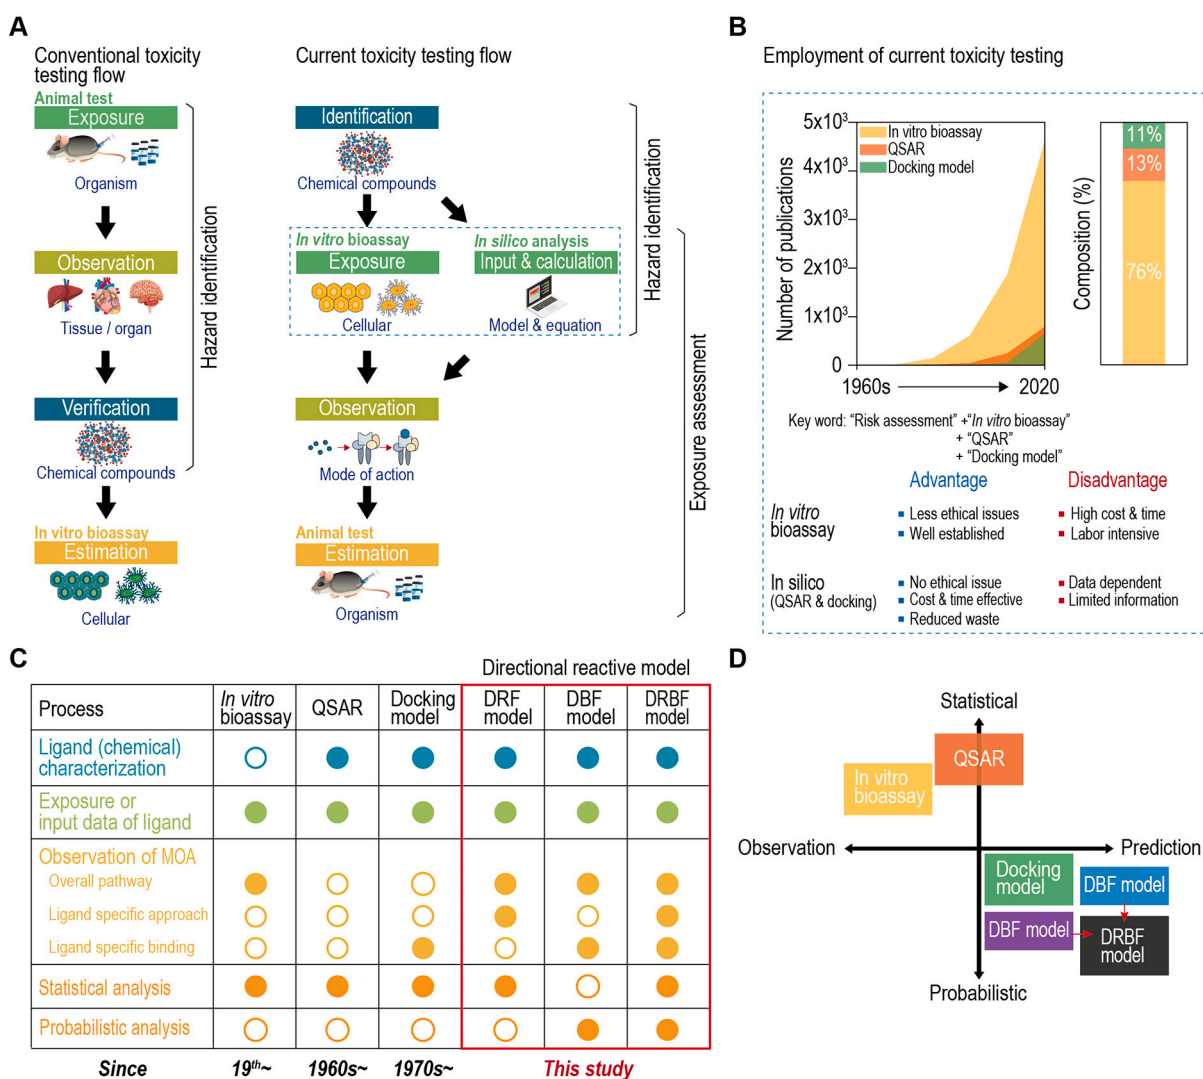 A
Conventional toxicity
testing flow
Animal test
Exposure
Organism
Observation
Tissue / organ
Verification
Chemical compounds
In vitro bioassay
Estimation
Cellular
Hazard identification
Current toxicity testing flow
Identification
Chemical compounds
In vitro bioassay
Exposure
Cellular
In silico analysis
Input & calculation
Model & equation
Observation
Mode of action
Animal test
Estimation
Organism
Hazard identification
Exposure assessment
B
Employment of current toxicity testing
Number of publications
5x10³
4x10³
3x10³
2x10³
1x10³
0
In vitro bioassay
QSAR
Docking model
1960s
2020
Composition (%)
11%
13%
76%
Key word: “Risk assessment” +“In vitro bioassay”
+ “QSAR”
+ “Docking model”
Advantage
Disadvantage
In vitro
bioassay
Less ethical issues
Well established
High cost & time
Labor intensive
In silico
(QSAR & docking)
No ethical issue
Cost & time effective
Reduced waste
Data dependent
Limited information
C
Directional reactive model
Process
In vitro
bioassay
QSAR
Docking
model
DRF
model
DBF
model
DRBF
model
Ligand (chemical)
characterization
Exposure or
input data of ligand
Observation of MOA
Overall pathway
Ligand specific approach
Ligand specific binding
Statistical analysis
Probabilistic analysis
Since
19th~
1960s~
1970s~
This study
D
Statistical
QSAR
In vitro
bioassay
Observation
Prediction
Docking
model
DBF model
DBF model
DRBF
model
Probabilistic